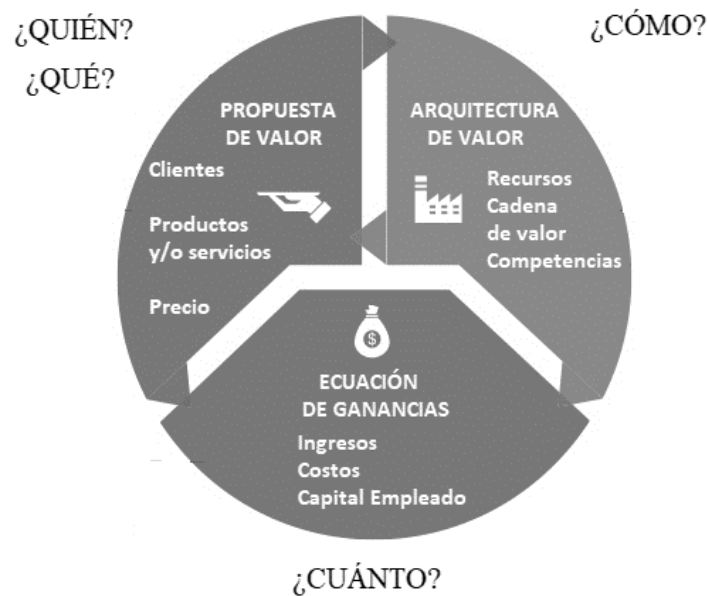 ¿QUIÉN?
¿QUÉ?
¿CÓMO?
PROPUESTA
DE VALOR
Clientes
Productos
y/o servicios
Precio
ARQUITECTURA
DE VALOR
Recursos
Cadena
de valor
Competencias
$
ECUACIÓN
DE GANANCIAS
Ingresos
Costos
Capital Empleado
¿CUÁNTO?